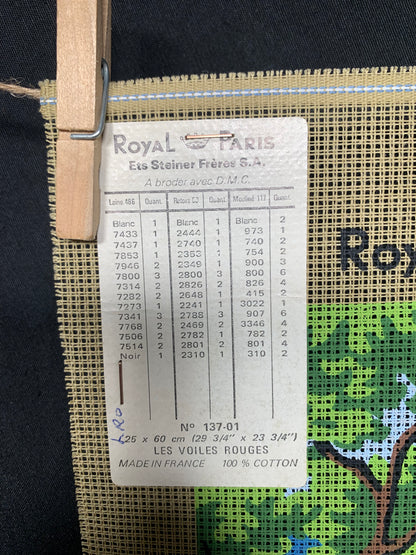 ROYAL PARIS
Ets Steiner Frères S.A.
A broder avec D.M.C.
Laine 486 Quant. Retors C2 Quant. Mouliné 117 Quant.
Blanc 1 Blanc 1 Blanc 2
7433 1 2444 1 973 1
7437 1 2740 1 740 2
7853 1 2353 1 754 2
7946 2 2349 1 900 3
7800 3 2800 3 800 6
7314 2 2826 2 826 4
7282 2 2648 1 415 2
7273 1 2241 1 3022 1
7341 3 2788 3 907 6
7768 2 2469 2 3346 4
7506 2 2782 1 782 2
7514 2 2801 2 801 4
Noir 1 2310 1 310 2
Nº 137-01
25 x 60 cm (29 3/4" x 23 3/4")
LES VOILES ROUGES
MADE IN FRANCE 100 % COTTON
Roy